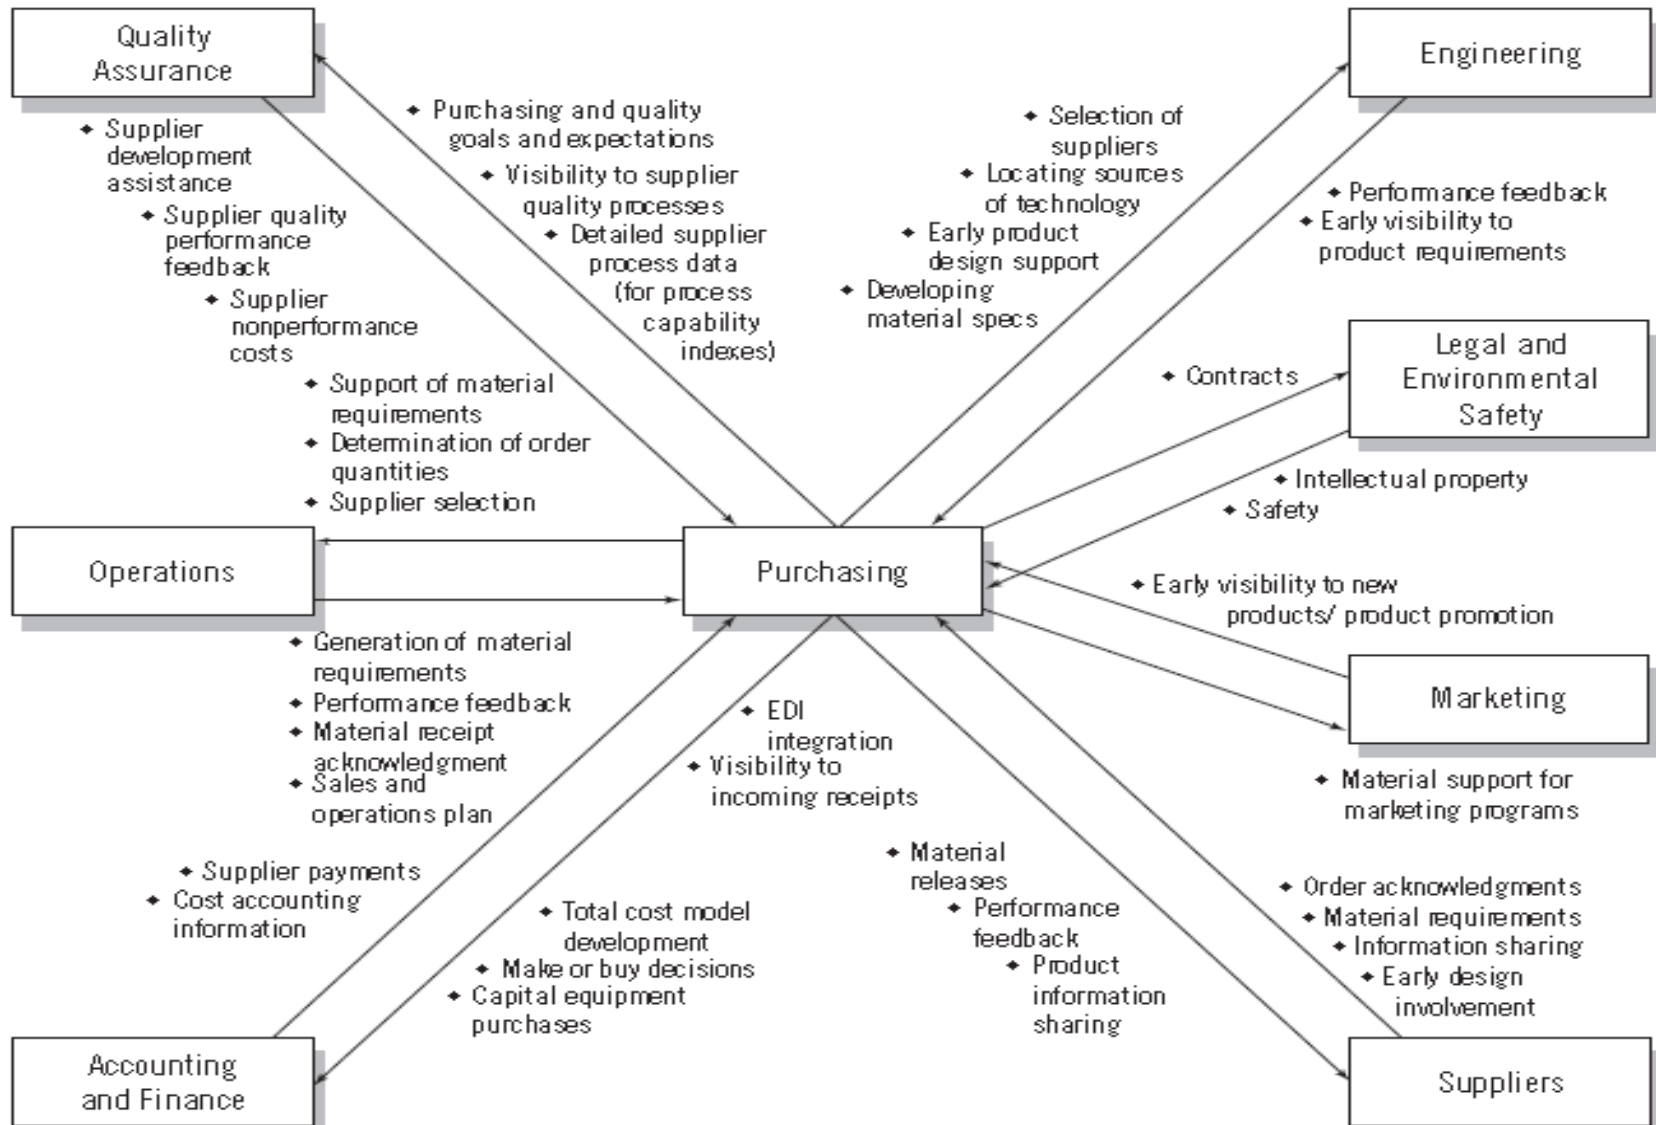 Quality
Assurance
Engineering
◆ Purchasing and quality
goals and expectations
◆ Visibility to supplier
quality processes
◆ Detailed supplier
process data
(for process
capability
indexes)
◆ Supplier
development
assistance
◆ Supplier quality
performance
feedback
◆ Supplier
nonperformance
costs
◆ Selection of
suppliers
◆ Locating sources
of technology
◆ Early product
design support
◆ Developing
material specs
◆ Performance feedback
◆ Early visibility to
product requirements
Legal and
Environmental
Safety
◆ Contracts
◆ Intellectual property
◆ Safety
◆ Support of material
requirements
◆ Determination of order
quantities
◆ Supplier selection
Operations
Purchasing
◆ Early visibility to new
products/ product promotion
Marketing
◆ Material support for
marketing programs
◆ Generation of material
requirements
◆ Performance feedback
◆ Material receipt
acknowledgment
◆ Sales and
operations plan
◆ EDI
integration
◆ Visibility to
incoming receipts
◆ Supplier payments
◆ Cost accounting
information
◆ Total cost model
development
◆ Make or buy decisions
◆ Capital equipment
purchases
◆ Material
releases
◆ Performance
feedback
◆ Product
information
sharing
◆ Order acknowledgments
◆ Material requirements
◆ Information sharing
◆ Early design
involvement
Accounting
and Finance
Suppliers